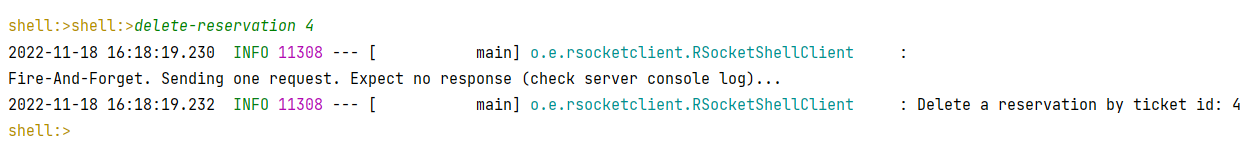 shell:>shell:>delete-reservation 4
2022-11-18 16:18:19.230  INFO 11308 --- [           main] o.e.rsocketclient.RSocketShellClient     :
Fire-And-Forget. Sending one request. Expect no response (check server console log)...
2022-11-18 16:18:19.232  INFO 11308 --- [           main] o.e.rsocketclient.RSocketShellClient     : Delete a reservation by ticket id: 4
shell:>